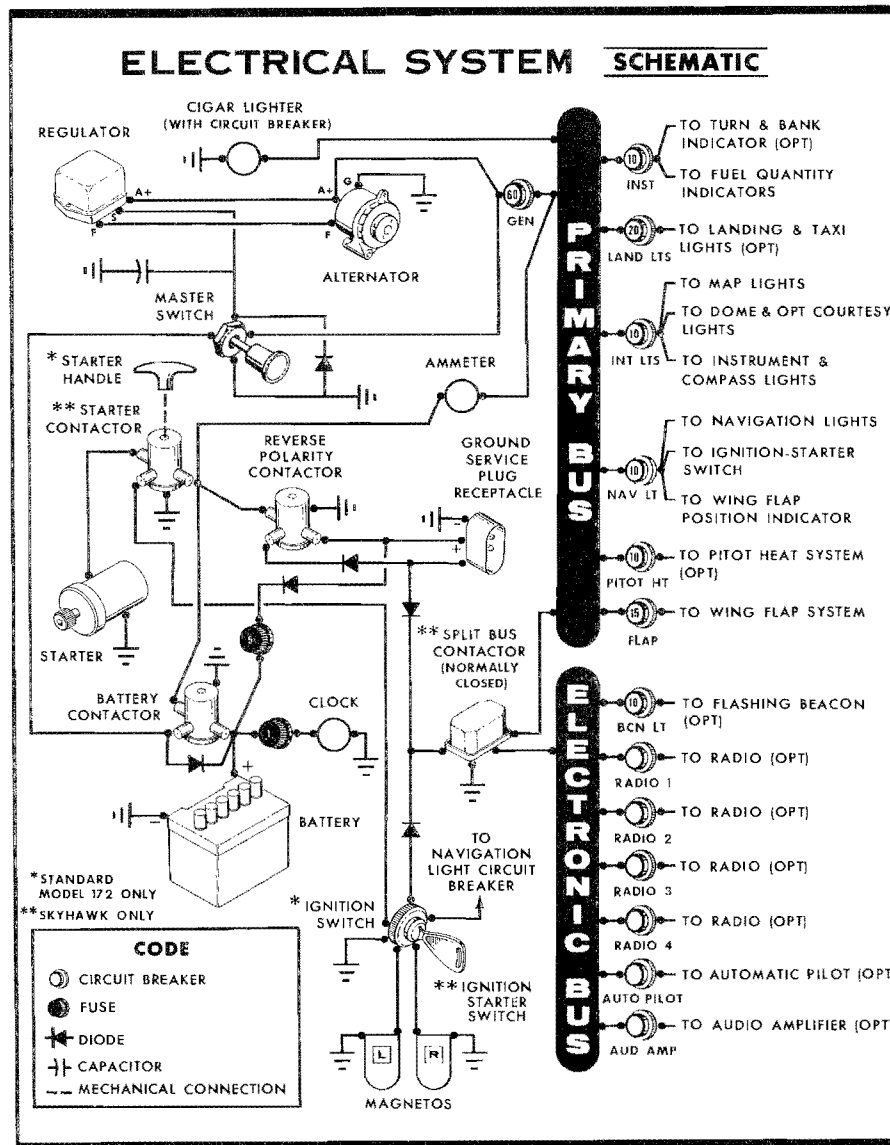 ELECTRICAL SYSTEM SCHEMATIC
CIGAR LIGHTER
(WITH CIRCUIT BREAKER)
REGULATOR
A+
S
F
A+
G
F
ALTERNATOR
60
GEN
MASTER
SWITCH
* STARTER
HANDLE
** STARTER
CONTACTOR
AMMETER
REVERSE
POLARITY
CONTACTOR
GROUND
SERVICE
PLUG
RECEPTACLE
−
+
STARTER
BATTERY
CONTACTOR
CLOCK
** SPLIT BUS
CONTACTOR
(NORMALLY
CLOSED)
+
−
BATTERY
TO
NAVIGATION
LIGHT CIRCUIT
BREAKER
* IGNITION
SWITCH
** IGNITION
STARTER
SWITCH
L
R
MAGNETOS
* STANDARD
MODEL 172 ONLY
** SKYHAWK ONLY
CODE
CIRCUIT BREAKER
FUSE
DIODE
CAPACITOR
MECHANICAL CONNECTION
PRIMARY BUS
10
INST
TO TURN & BANK
INDICATOR (OPT)
TO FUEL QUANTITY
INDICATORS
20
LAND LTS
TO LANDING & TAXI
LIGHTS (OPT)
10
INT LTS
TO MAP LIGHTS
TO DOME & OPT COURTESY
LIGHTS
TO INSTRUMENT &
COMPASS LIGHTS
10
NAV LT
TO NAVIGATION LIGHTS
TO IGNITION-STARTER
SWITCH
TO WING FLAP
POSITION INDICATOR
10
PITOT HT
TO PITOT HEAT SYSTEM
(OPT)
15
FLAP
TO WING FLAP SYSTEM
ELECTRONIC BUS
10
BCN LT
TO FLASHING BEACON
(OPT)
RADIO 1
TO RADIO (OPT)
RADIO 2
TO RADIO (OPT)
RADIO 3
TO RADIO (OPT)
RADIO 4
TO RADIO (OPT)
AUTO PILOT
TO AUTOMATIC PILOT (OPT
AUD AMP
TO AUDIO AMPLIFIER (OPT